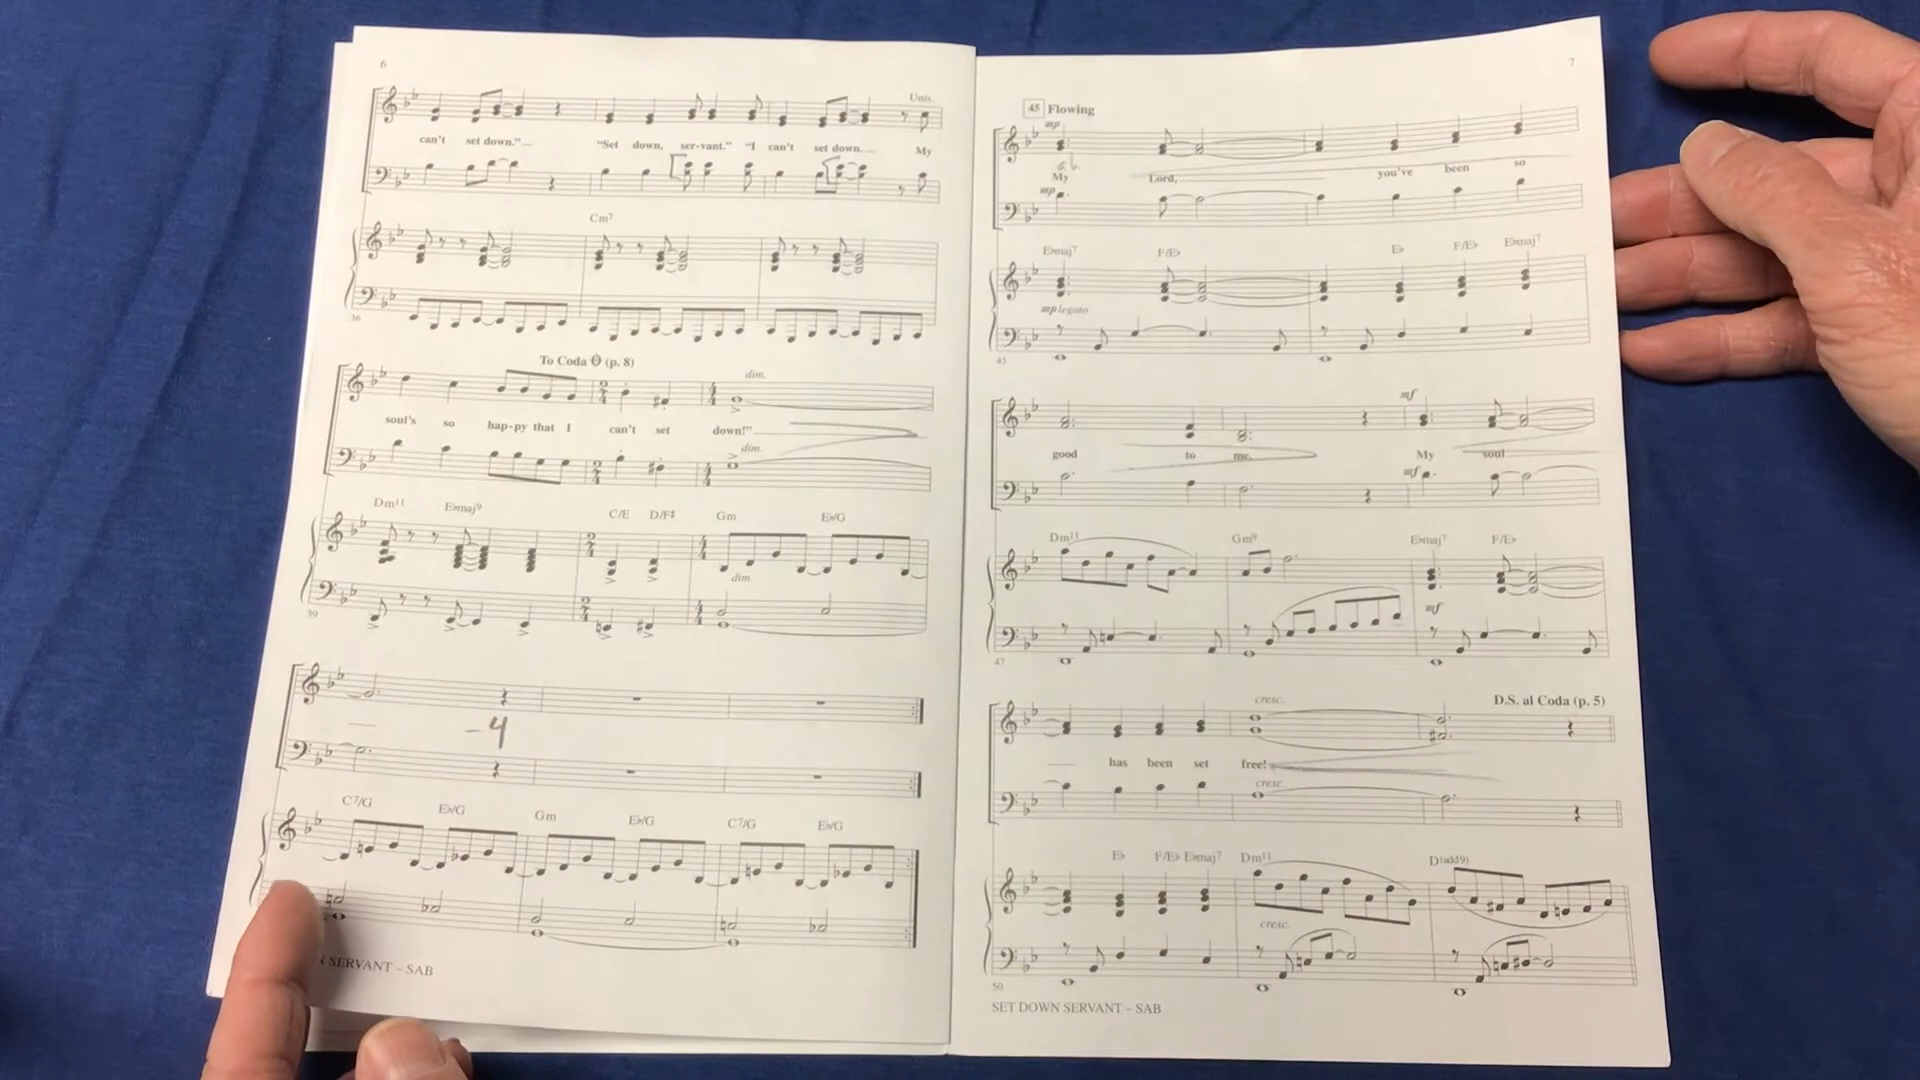 6
Unis.
can't set down.” “Set down, ser-vant.” “I can't set down. My
Cm7
36
To Coda (p. 8)
dim.
soul's so hap-py that I can't set down!”
dim.
Dm11 E♭maj9 C/E D/F♯ Gm E♭/G
dim.
39
– 4
C7/G E♭/G Gm E♭/G C7/G E♭/G
SERVANT – SAB
7
45 Flowing
mp
My Lord, you've been so
mp
E♭maj7 F/E♭ E♭ F/E♭ E♭maj7
mp legato
45
mf
good to me. My soul
mf
Dm11 Gm9 E♭maj7 F/E♭
mf
47
cresc. D.S. al Coda (p. 5)
has been set free!
cresc.
E♭ F/E♭ E♭maj7 Dm11 D(add9)
cresc.
50
SET DOWN SERVANT – SAB